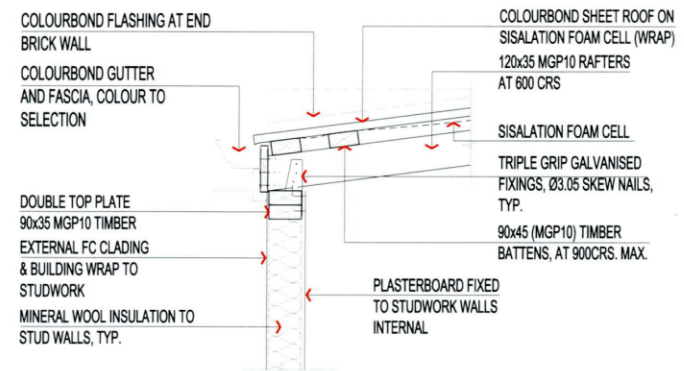 COLOURBOND FLASHING AT END
BRICK WALL
COLOURBOND GUTTER
AND FASCIA, COLOUR TO
SELECTION
DOUBLE TOP PLATE
90x35 MGP10 TIMBER
EXTERNAL FC CLADING
& BUILDING WRAP TO
STUDWORK
MINERAL WOOL INSULATION TO
STUD WALLS, TYP.
COLOURBOND SHEET ROOF ON
SISALATION FOAM CELL (WRAP)
120x35 MGP10 RAFTERS
AT 600 CRS
SISALATION FOAM CELL
TRIPLE GRIP GALVANISED
FIXINGS, Ø3.05 SKEW NAILS,
TYP.
90x45 (MGP10) TIMBER
BATTENS, AT 900CRS. MAX.
PLASTERBOARD FIXED
TO STUDWORK WALLS
INTERNAL